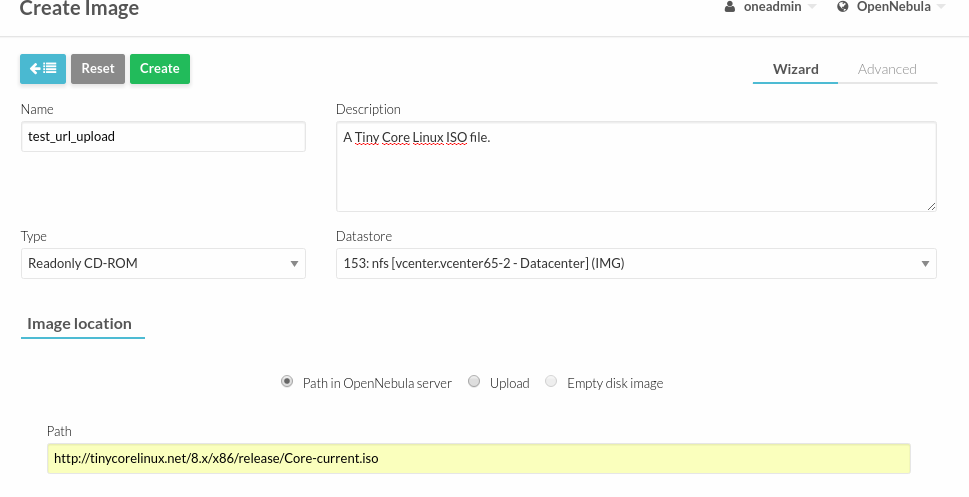 Create Image
oneadmin OpenNebula
Reset Create Wizard Advanced
Name Description
test_url_upload A Tiny Core Linux ISO file.
Type Datastore
Readonly CD-ROM 153: nfs [vcenter.vcenter65-2 - Datacenter] (IMG)
Image location
Path in OpenNebula server Upload Empty disk image
Path
http://tinycorelinux.net/8.x/x86/release/Core-current.iso